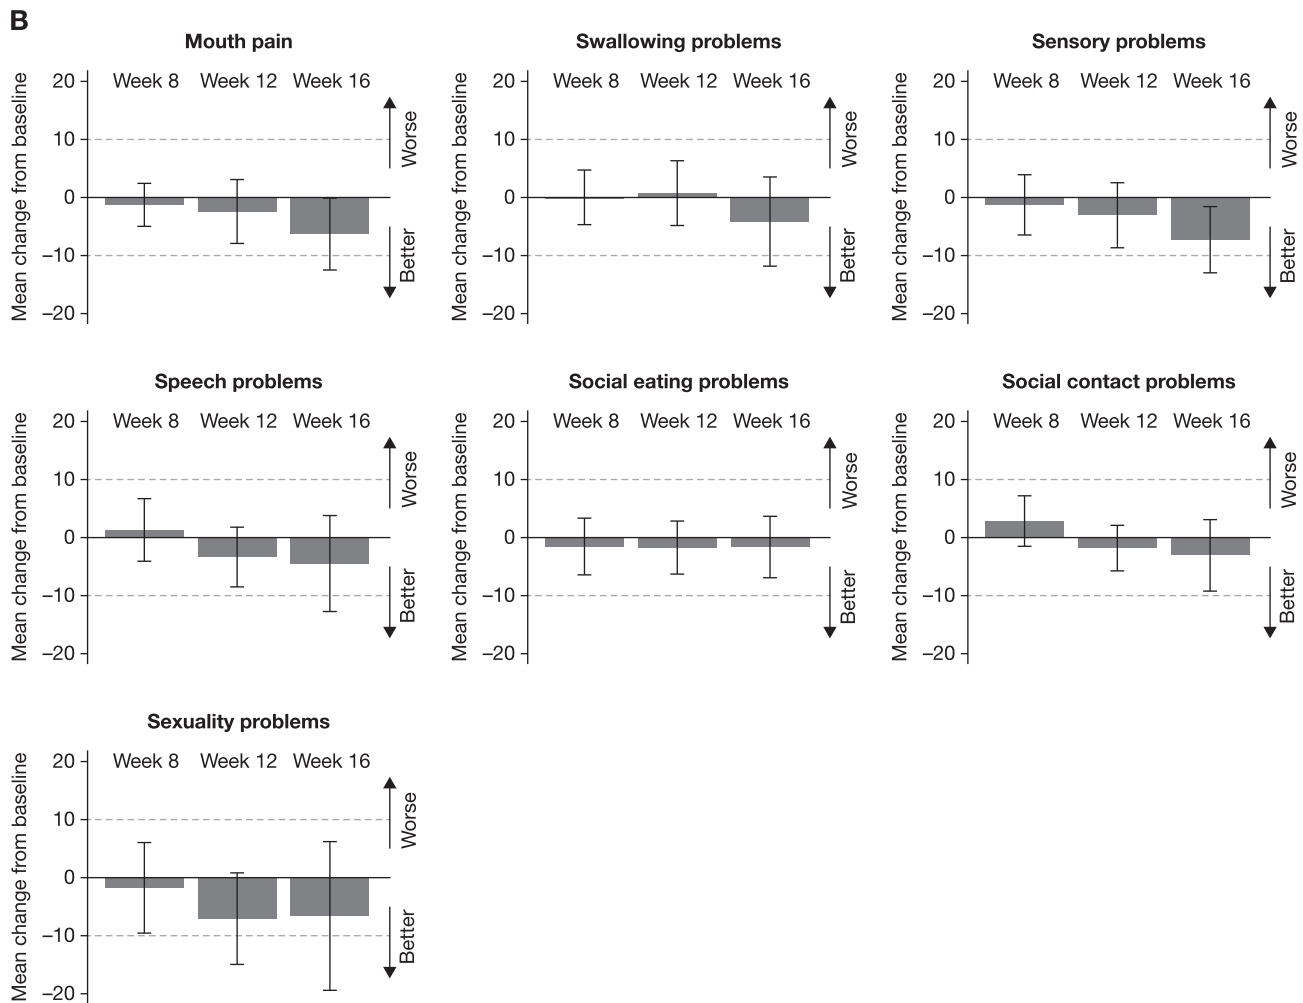 B
Mouth pain
Mean change from baseline
20
10
0
–10
–20
Week 8 Week 12 Week 16
Worse
Better
Swallowing problems
Mean change from baseline
20
10
0
–10
–20
Week 8 Week 12 Week 16
Worse
Better
Sensory problems
Mean change from baseline
20
10
0
–10
–20
Week 8 Week 12 Week 16
Worse
Better
Speech problems
Mean change from baseline
20
10
0
–10
–20
Week 8 Week 12 Week 16
Worse
Better
Social eating problems
Mean change from baseline
20
10
0
–10
–20
Week 8 Week 12 Week 16
Worse
Better
Social contact problems
Mean change from baseline
20
10
0
–10
–20
Week 8 Week 12 Week 16
Worse
Better
Sexuality problems
Mean change from baseline
20
10
0
–10
–20
Week 8 Week 12 Week 16
Worse
Better